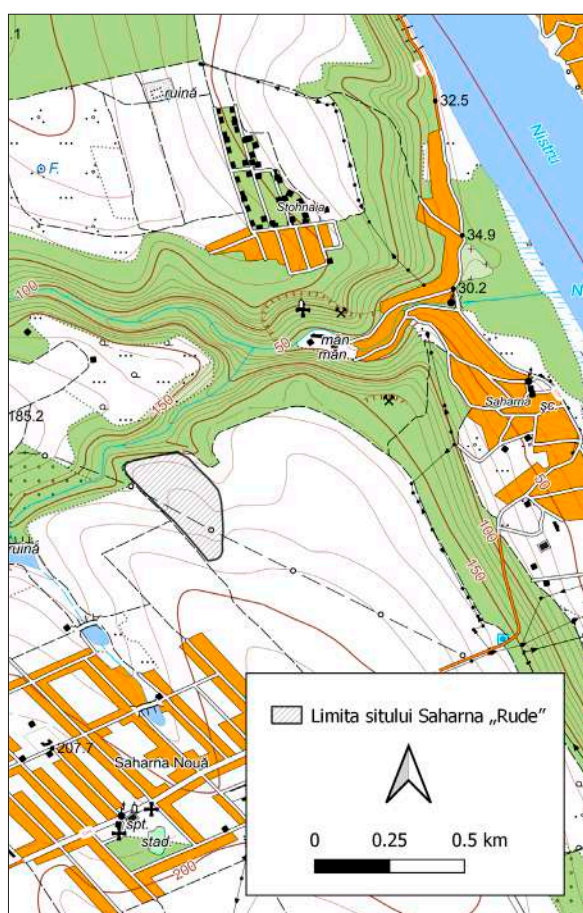 .1
ruină
32.5
F.
Nistru
Stohnaia
34.9
100
30.2
N
50
mân
mân
150
Saharna
șc.
185.2
50
100
ruină
150
Limita sitului Saharna „Rude”
207.7
Saharna Nouă
spt.
stad.
200
0 0.25 0.5 km